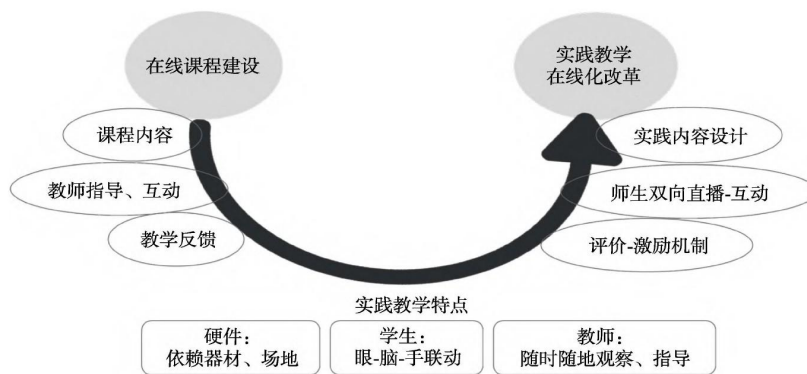 在线课程建设
课程内容
教师指导、互动
教学反馈
实践教学
在线化改革
实践内容设计
师生双向直播-互动
评价-激励机制
实践教学特点
硬件：
依赖器材、场地
学生：
眼-脑-手联动
教师：
随时随地观察、指导